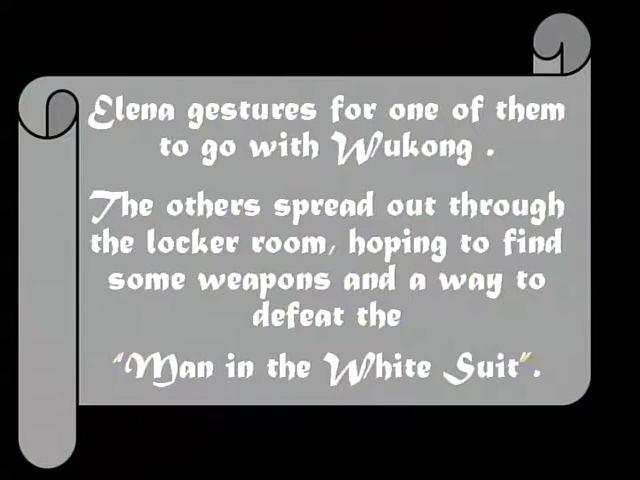 Elena gestures for one of them
to go with Wukong .
The others spread out through
the locker room, hoping to find
some weapons and a way to
defeat the
“Man in the White Suit”.